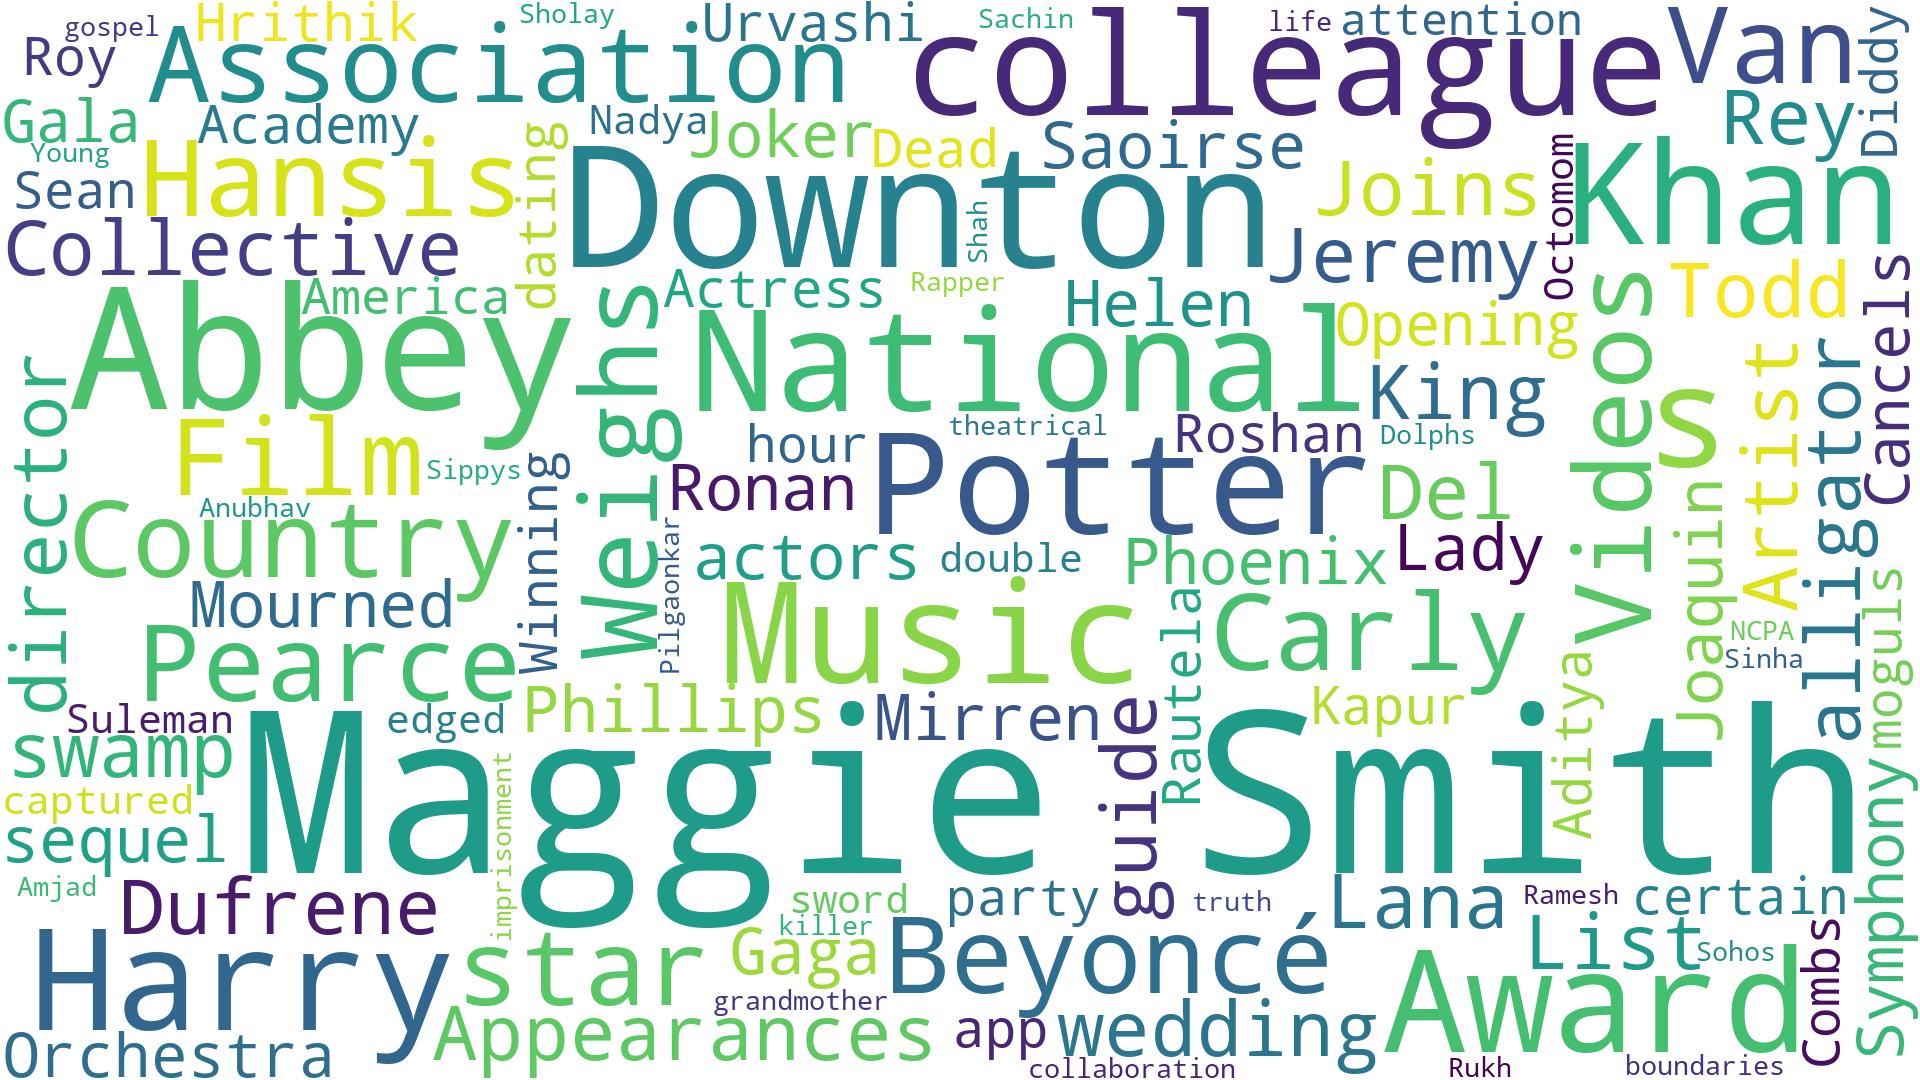 gospel
Hrithik
Sholay
Urvashi
Sachin
life
attention
Van
Diddy
Roy
Association
colleague
Gala
Academy
Nadya
Joker
Dead
Saoirse
Rey
Young
Hansis
dating
Downton
Shah
Joins
Octomom
Khan
Sean
Collective
Jeremy
America
Actress
Rapper
Helen
Opening
Videos
Todd
Cancels
Abbey
Weighs
National
King
s
Artist
alligator
director
Film
Sippys
Winning
hour
theatrical
Potter
Roshan
Dolphs
Anubhav
Country
Ronan
Del
Joaquin
Pilgaonkar
actors
double
Phoenix
Lady
Mourned
Music
Rautela
Carly
Aditya
NCPA
Sinha
moguls
Pearce
Suleman
edged
Phillips
Mirren
guide
Kapur
swamp
Maggie
Smith
captured
imprisonment
sequel
Symphony
Amjad
Dufrene
sword
party
truth
Lana
Ramesh
certain
killer
Harry
star
Gaga
Beyoncé
List
Sohos
Combs
grandmother
Award
Orchestra
Appearances
app
wedding
collaboration
Rukh
boundaries